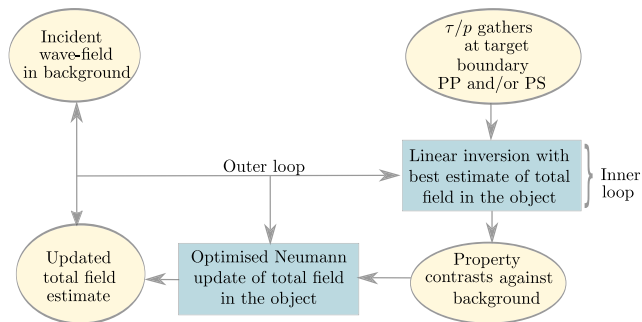 Incident
wave-field
in background
τ/p gathers
at target
boundary
PP and/or PS
Linear inversion with
best estimate of total
field in the object
Inner
loop
Outer loop
Updated
total field
estimate
Optimised Neumann
update of total field
in the object
Property
contrasts against
background